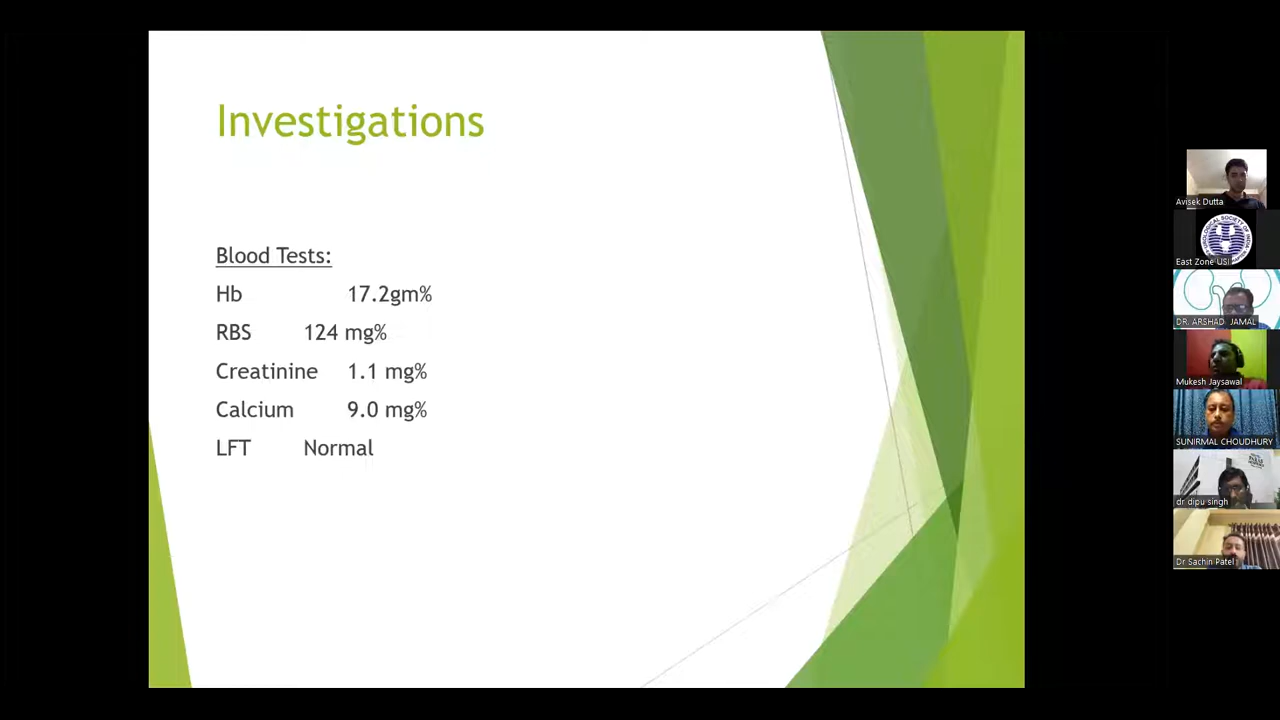 Investigations
Blood Tests:
Hb 17.2gm%
RBS 124 mg%
Creatinine 1.1 mg%
Calcium 9.0 mg%
LFT Normal
Avisek Dutta
East Zone USI
DR. ARSHAD JAMAL
Mukesh Jaysawal
SUNIRMAL CHOUDHURY
dr dipu singh
Dr Sachin Patel